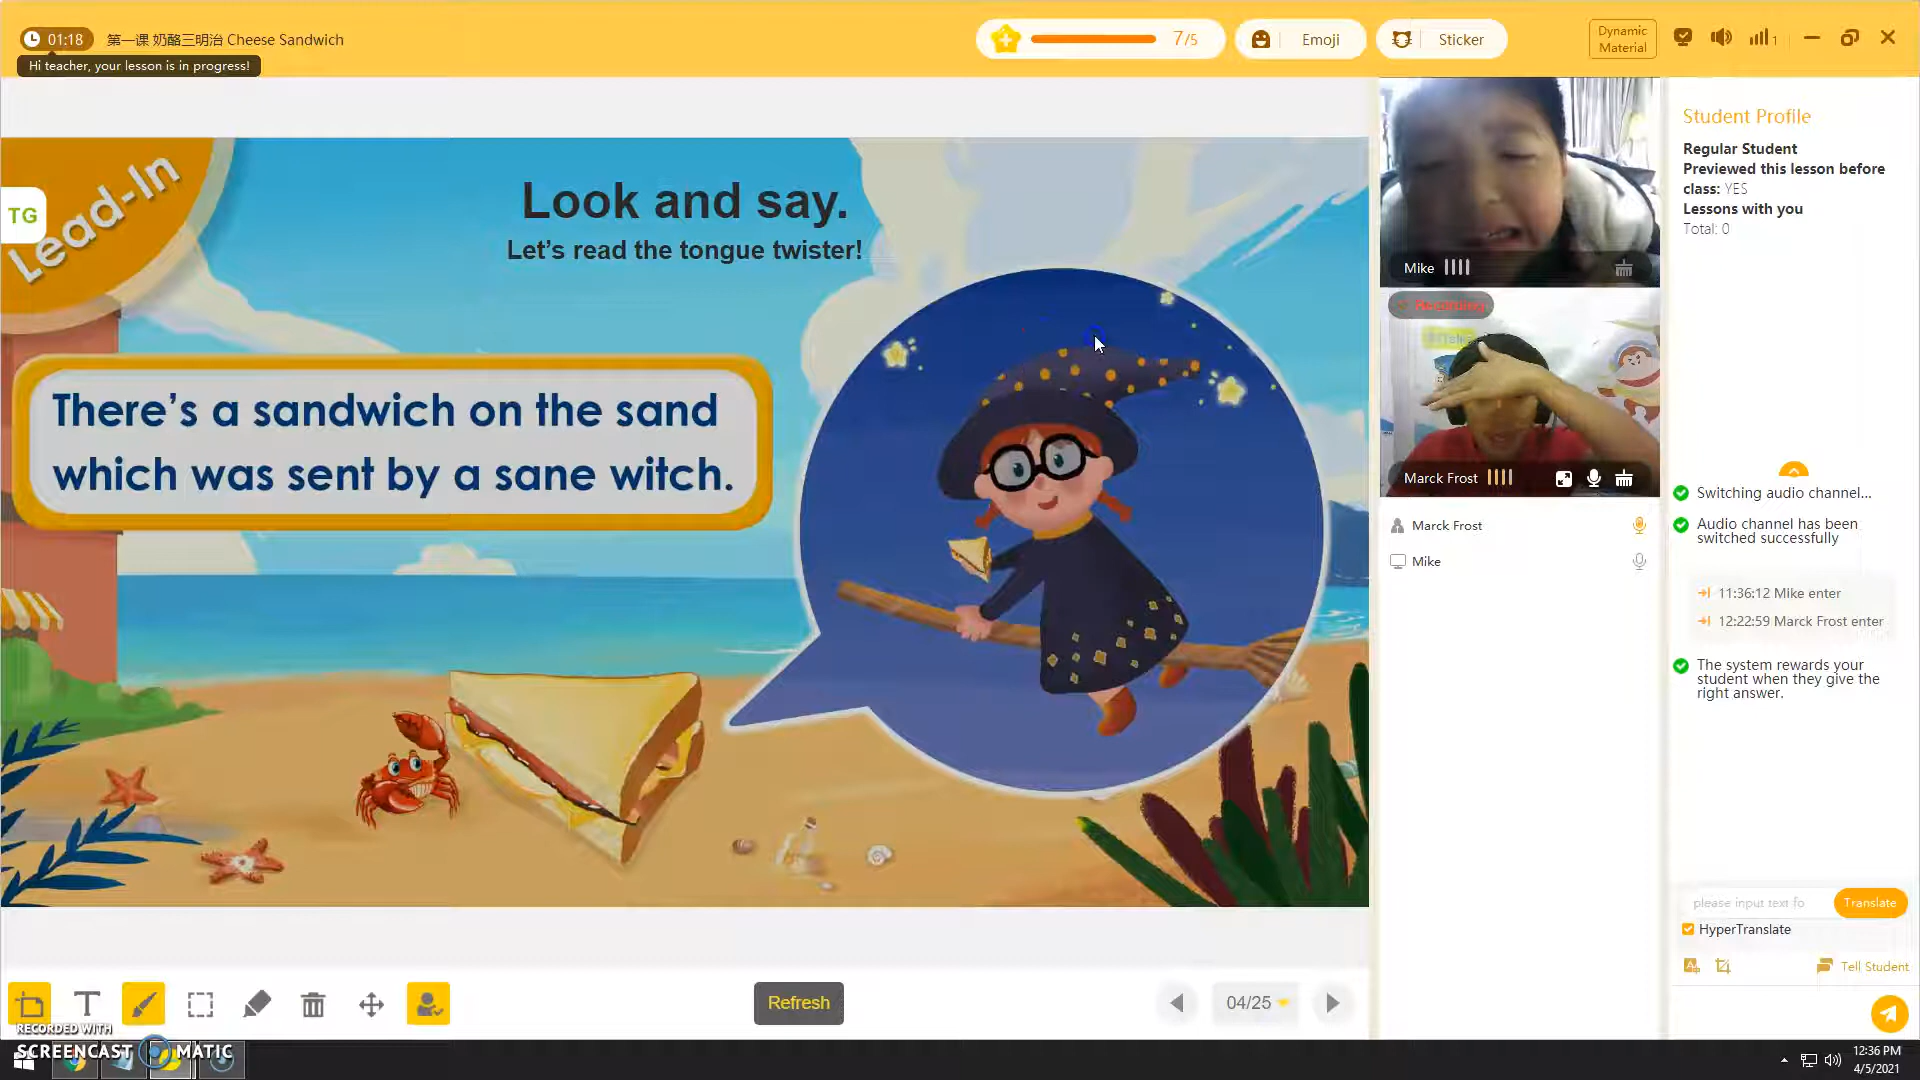 01:18
第一课 奶酪三明治 Cheese Sandwich
Hi teacher, your lesson is in progress!
7/5
Emoji
Sticker
Dynamic
Material
1
TG
Lead-In
Look and say.
Let's read the tongue twister!
There's a sandwich on the sand
which was sent by a sane witch.
Mike
Recording
Marck Frost
Marck Frost
Mike
Student Profile
Regular Student
Previewed this lesson before
class: YES
Lessons with you
Total: 0
Switching audio channel...
Audio channel has been
switched successfully
11:36:12 Mike enter
12:22:59 Marck Frost enter
The system rewards your
student when they give the
right answer.
please input text fo
Translate
HyperTranslate
Tell Student
T
Refresh
04/25
RECORDED WITH
SCREENCAST MATIC
12:36 PM
4/5/2021